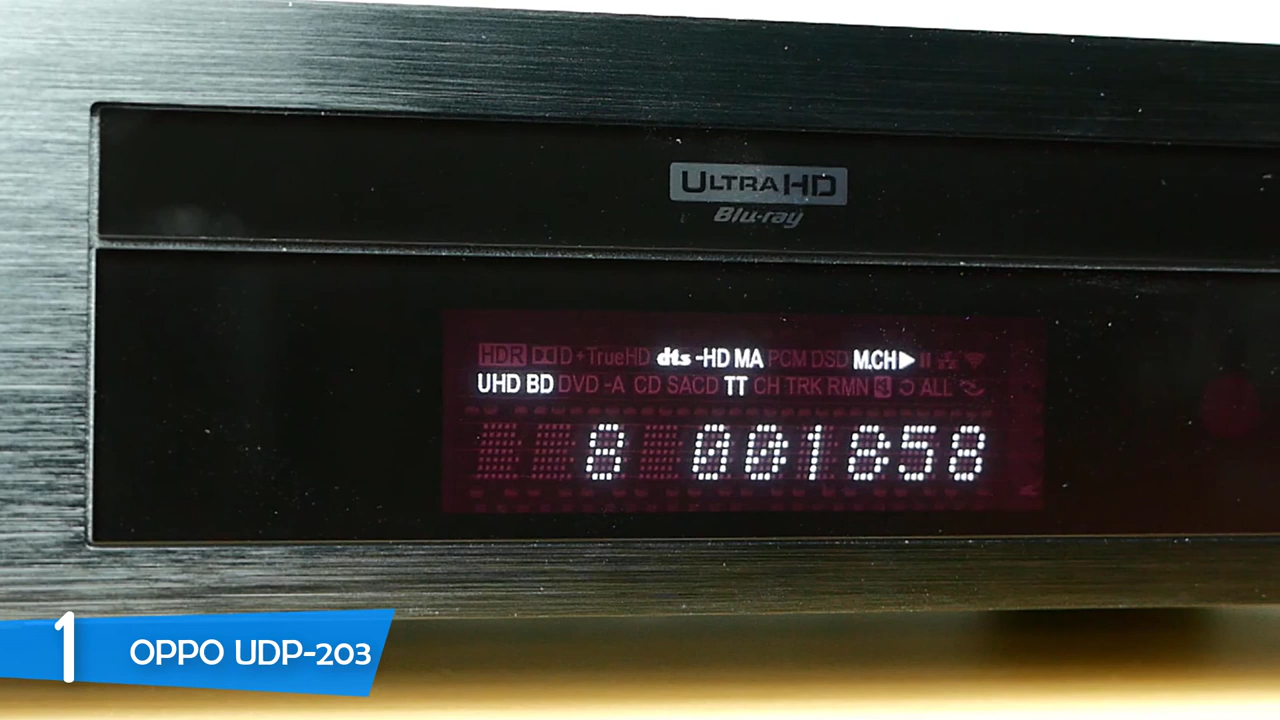 ULTRA HD
Blu-ray
HDR DD D+TrueHD dts-HD MA PCM DSD M.CH
UHD BD DVD-A CD SACD TT CH TRK RMN ALL
8 001858
1 OPPO UDP-203